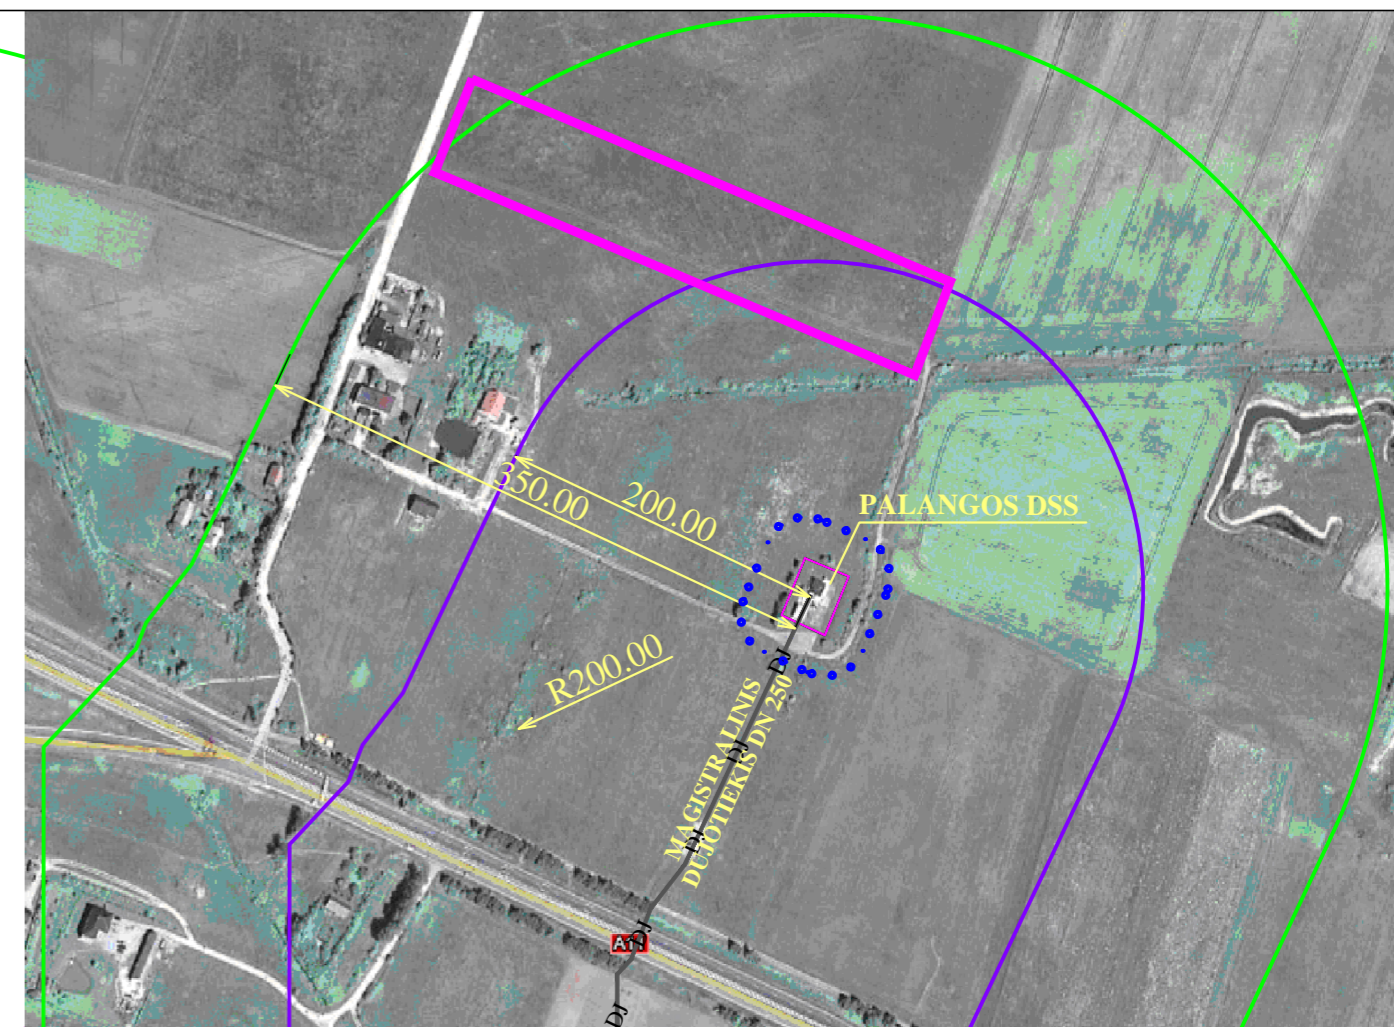 350.00
200.00
PALANGOS DSS
R200.00
DJ
MAGISTRALINIS
DUJOTIEKIS DN 250
DJ
DJ
DJ
A11
DJ